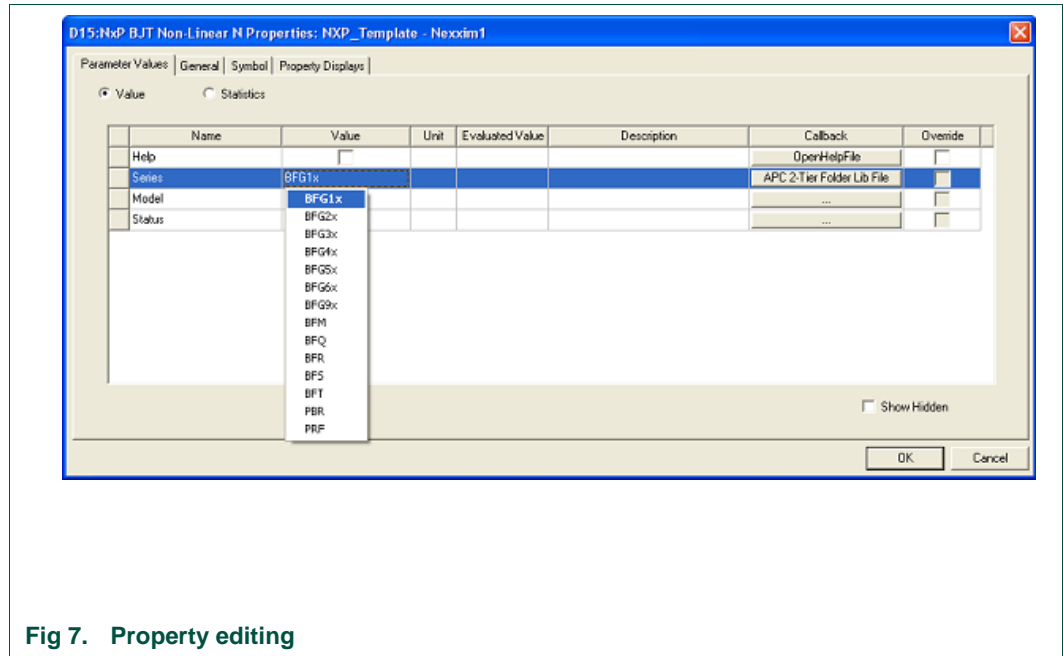 D15:NxP BJT Non-Linear N Properties: NXP_Template - Nexxim1
Parameter Values General Symbol Property Displays
Value Statistics
Name Value Unit Evaluated Value Description Callback Override
Help OpenHelpFile
Series BFG1x APC 2-Tier Folder Lib File
Model ...
Status ...
BFG1x
BFG2x
BFG3x
BFG4x
BFG5x
BFG6x
BFG9x
BFM
BFQ
BFR
BFS
BFT
PBR
PRF
Show Hidden
OK Cancel
Fig 7. Property editing